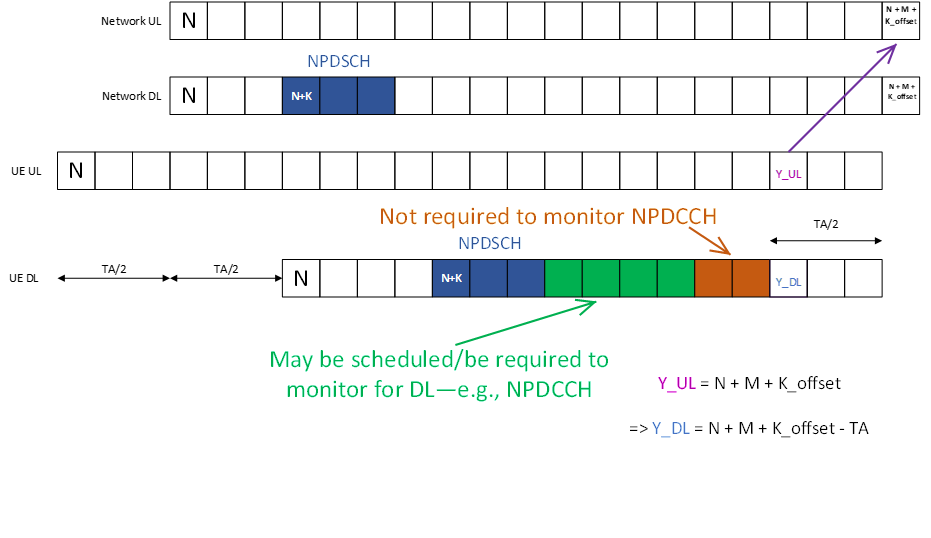 Network UL
N
N + M +
K_offset
NPDSCH
Network DL
N
N+K
N + M +
K_offset
UE UL
N
Y_UL
Not required to monitor NPDCCH
NPDSCH
TA/2
UE DL
TA/2
TA/2
N
N+K
Y_DL
May be scheduled/be required to
monitor for DL—e.g., NPDCCH
Y_UL = N + M + K_offset
=> Y_DL = N + M + K_offset - TA